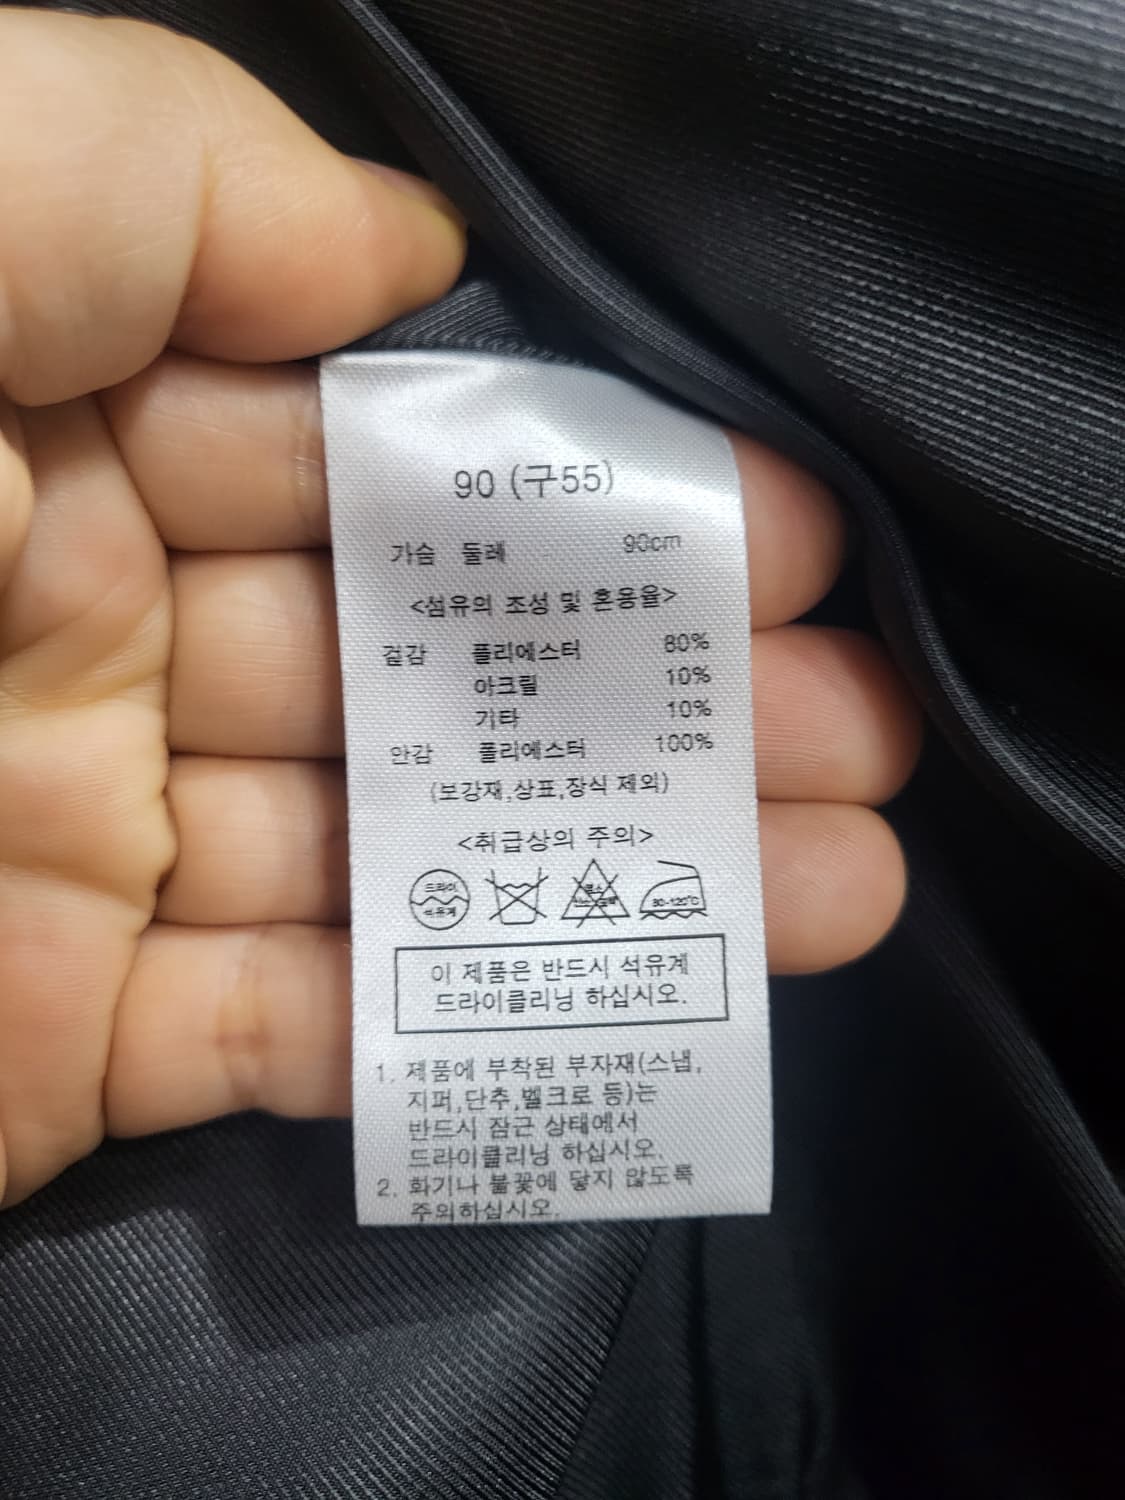 90 (구55)
가슴 둘레 90cm
<섬유의 조성 및 혼용율>
겉감 폴리에스터 80%
아크릴 10%
기타 10%
안감 폴리에스터 100%
(보강재,상표,장식 제외)
<취급상의 주의>
드라이
석유계
80-120℃
이 제품은 반드시 석유계
드라이클리닝 하십시오.
1. 제품에 부착된 부자재(스냅,
지퍼,단추,벨크로 등)는
반드시 잠근 상태에서
드라이클리닝 하십시오.
2. 화기나 불꽃에 닿지 않도록
주의하십시오.